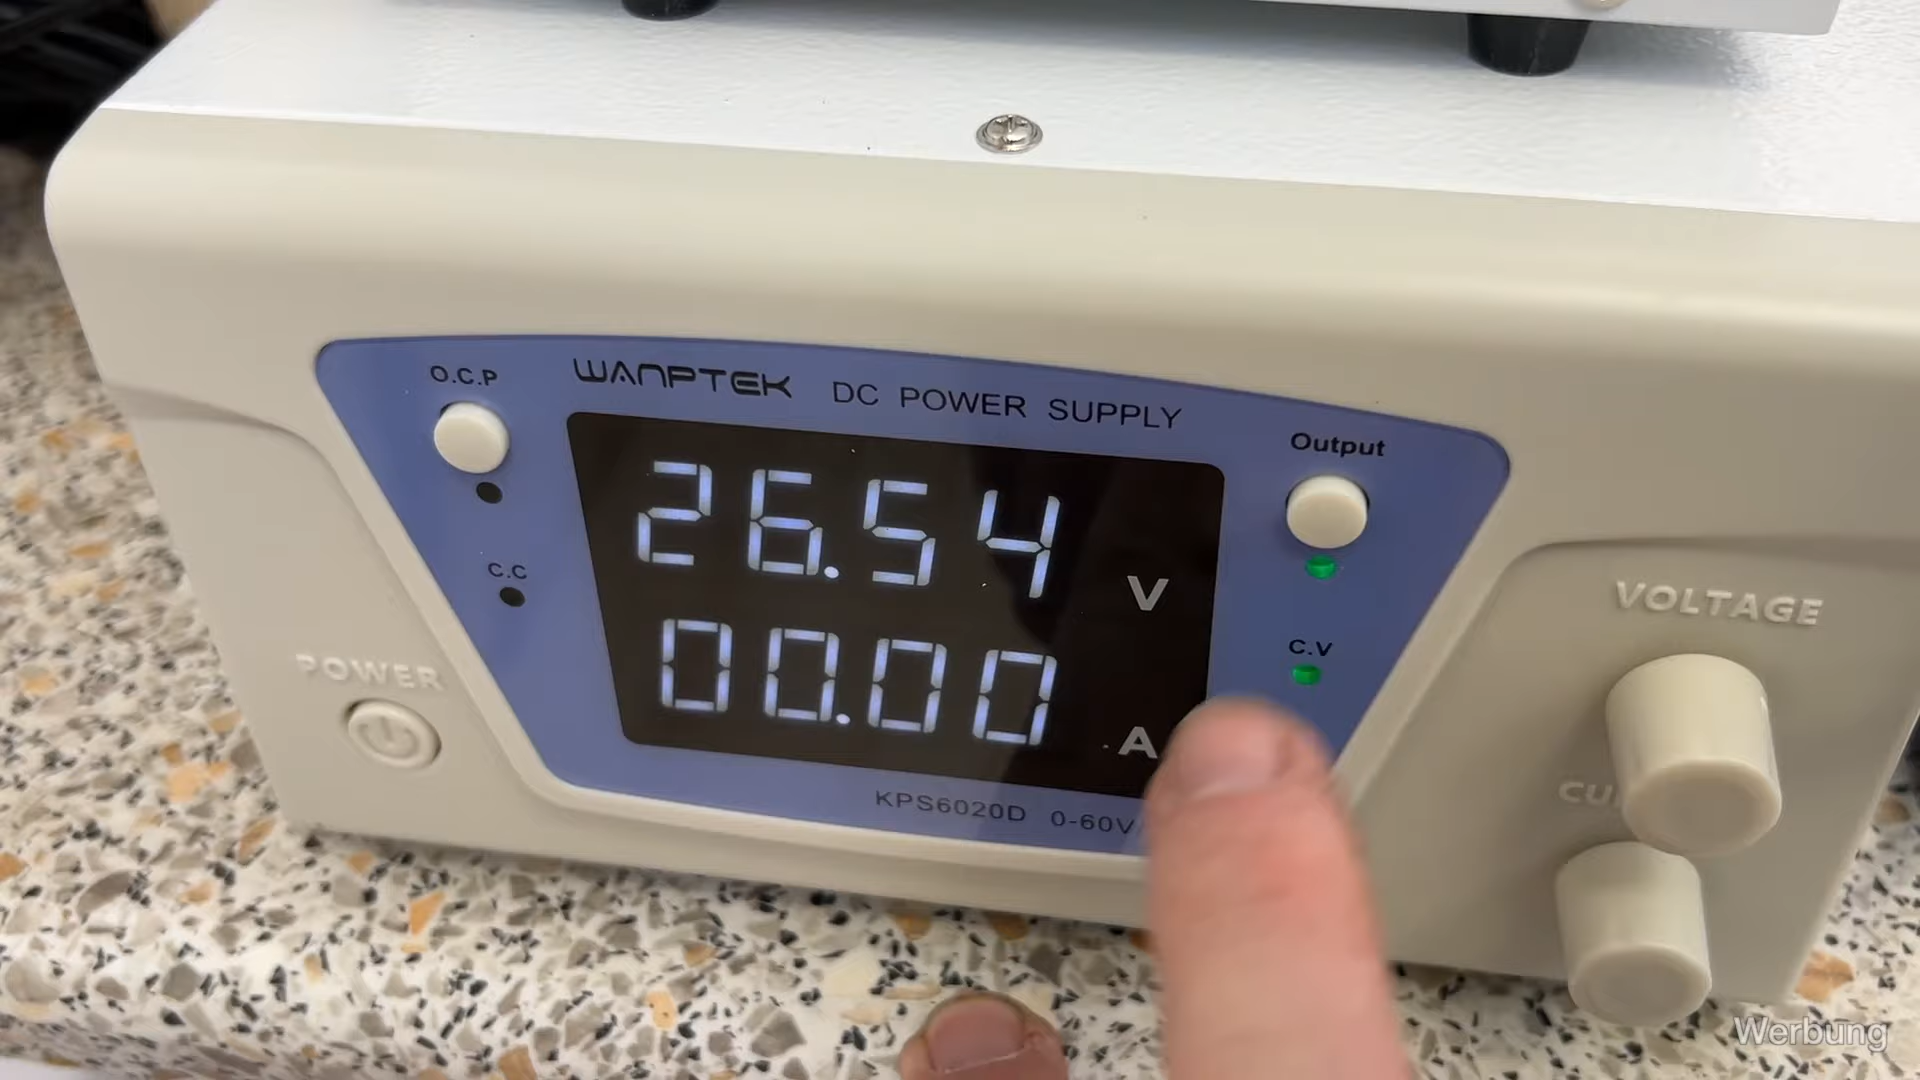 O.C.P
WANPTEK DC POWER SUPPLY
Output
26.54 V
C.C
C.V
VOLTAGE
00.00 A
POWER
KPS6020D 0-60V
Werbung